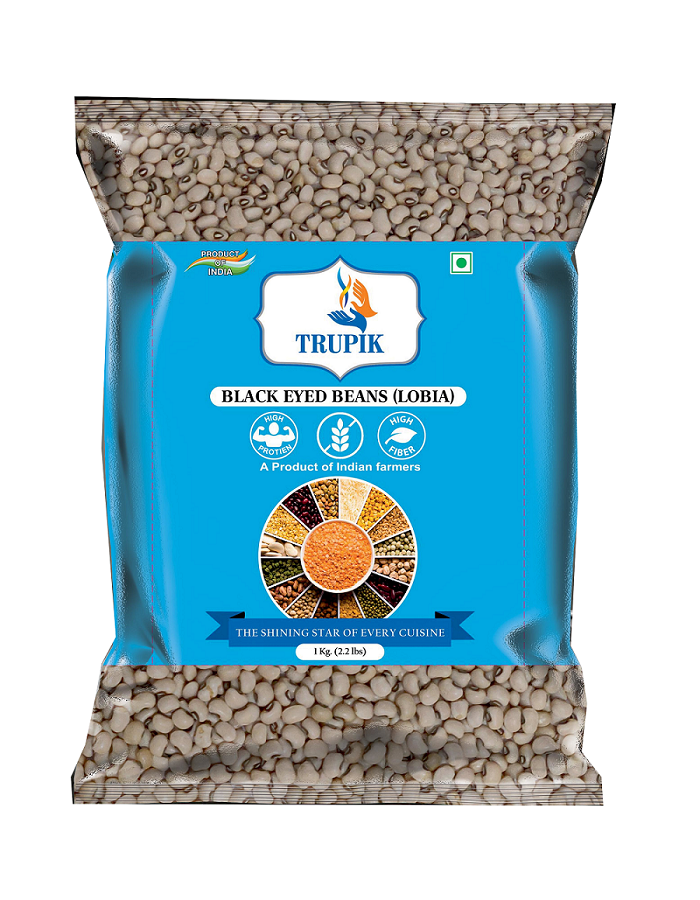 PRODUCT
OF
INDIA
TRUPIK
BLACK EYED BEANS (LOBIA)
HIGH
PROTIEN
HIGH
FIBER
A Product of Indian farmers
THE SHINING STAR OF EVERY CUISINE
1 Kg. (2.2 lbs)